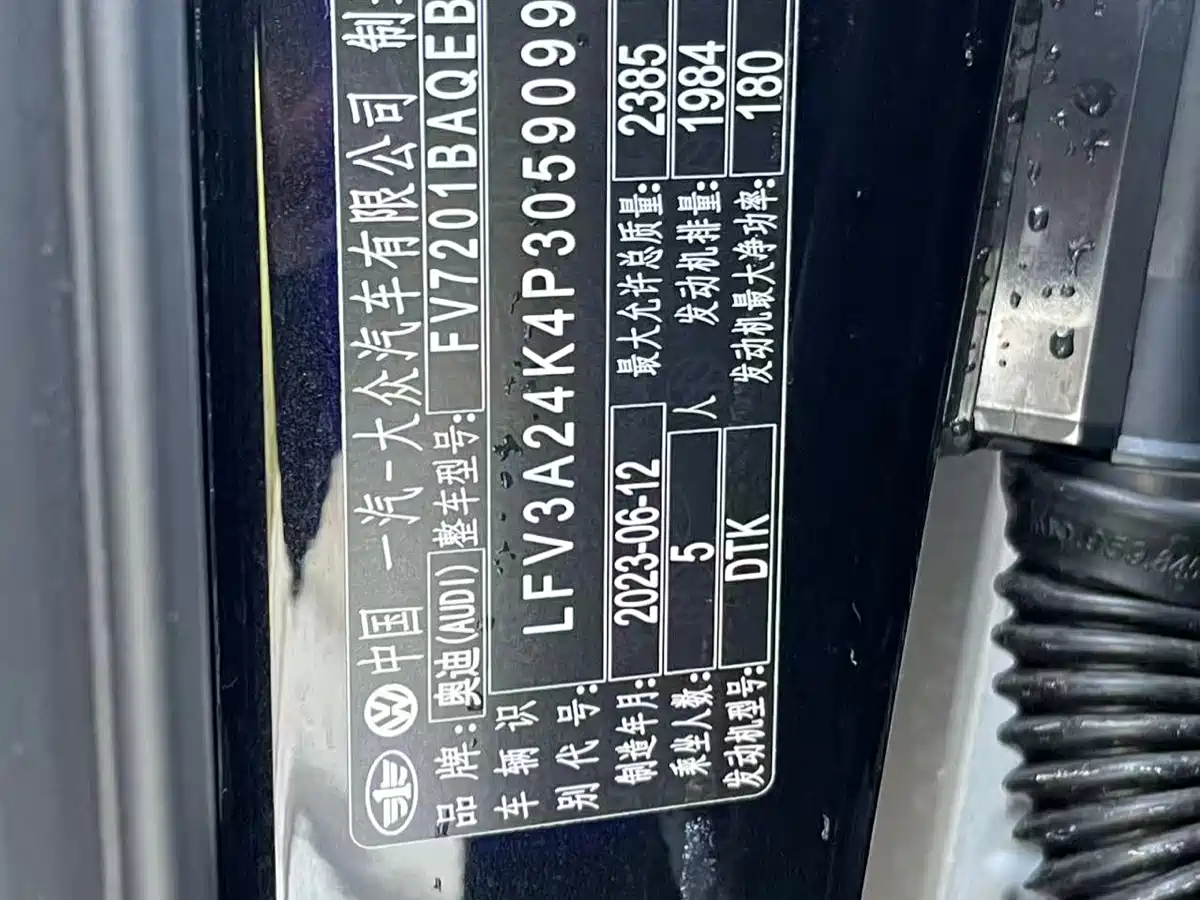 中国 一汽-大众汽车有限公司 制
品 牌: 奥迪(AUDI) 整车型号: FV7201BAQEB
车 辆 识
别 代 号: LFV3A24K4P3059099
制造年月: 2023-06-12 最大允许总质量: 2385
乘坐人数: 5 人 发动机排量: 1984
发动机型号: DTK 发动机最大净功率: 180